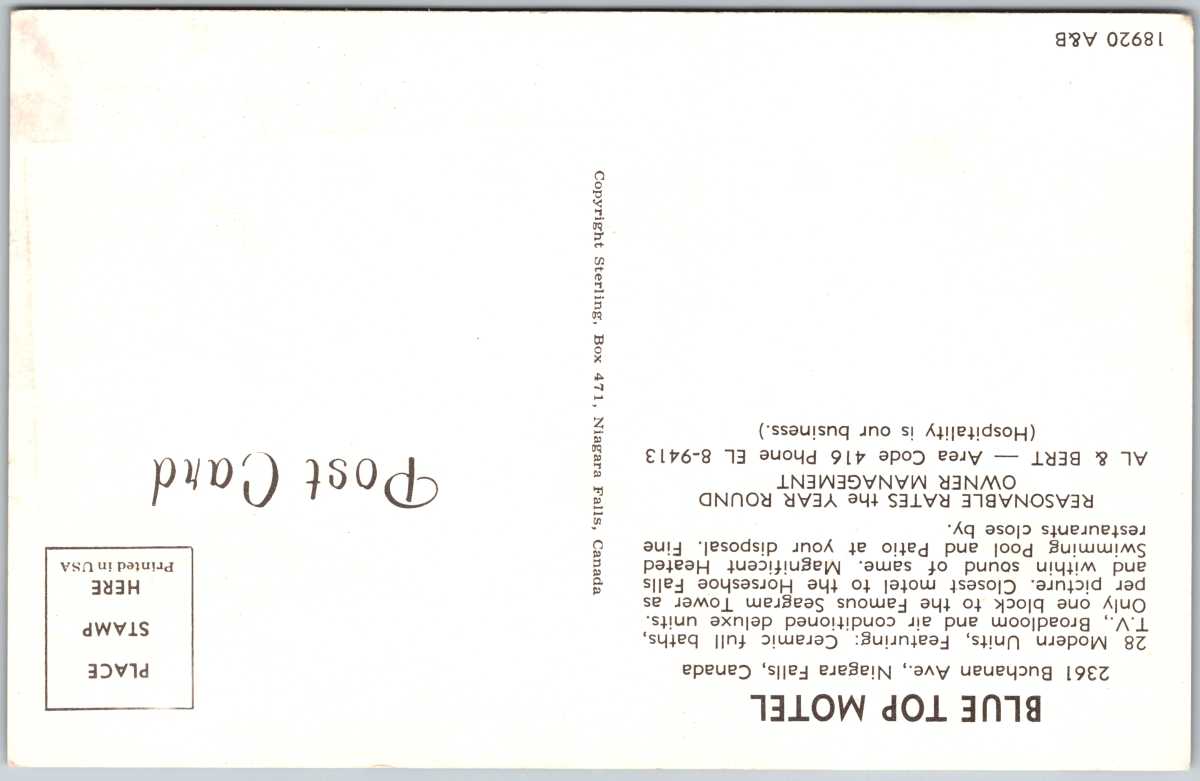 BLUE TOP MOTEL
2361 Buchanan Ave., Niagara Falls, Canada
28 Modern Units, Featuring: Ceramic full baths,
T.V., Broadloom and air conditioned deluxe units.
Only one block to the Famous Seagram Tower as
per picture. Closest motel to the Horseshoe Falls
and within sound of same. Magnificent Heated
Swimming Pool and Patio at your disposal. Fine
restaurants close by.
REASONABLE RATES the YEAR ROUND
OWNER MANAGEMENT
AL & BERT — Area Code 416 Phone EL 8-9413
(Hospitality is our business.)
18920 A&B
Copyright Sterling, Box 471, Niagara Falls, Canada
Post Card
PLACE
STAMP
HERE
Printed in USA